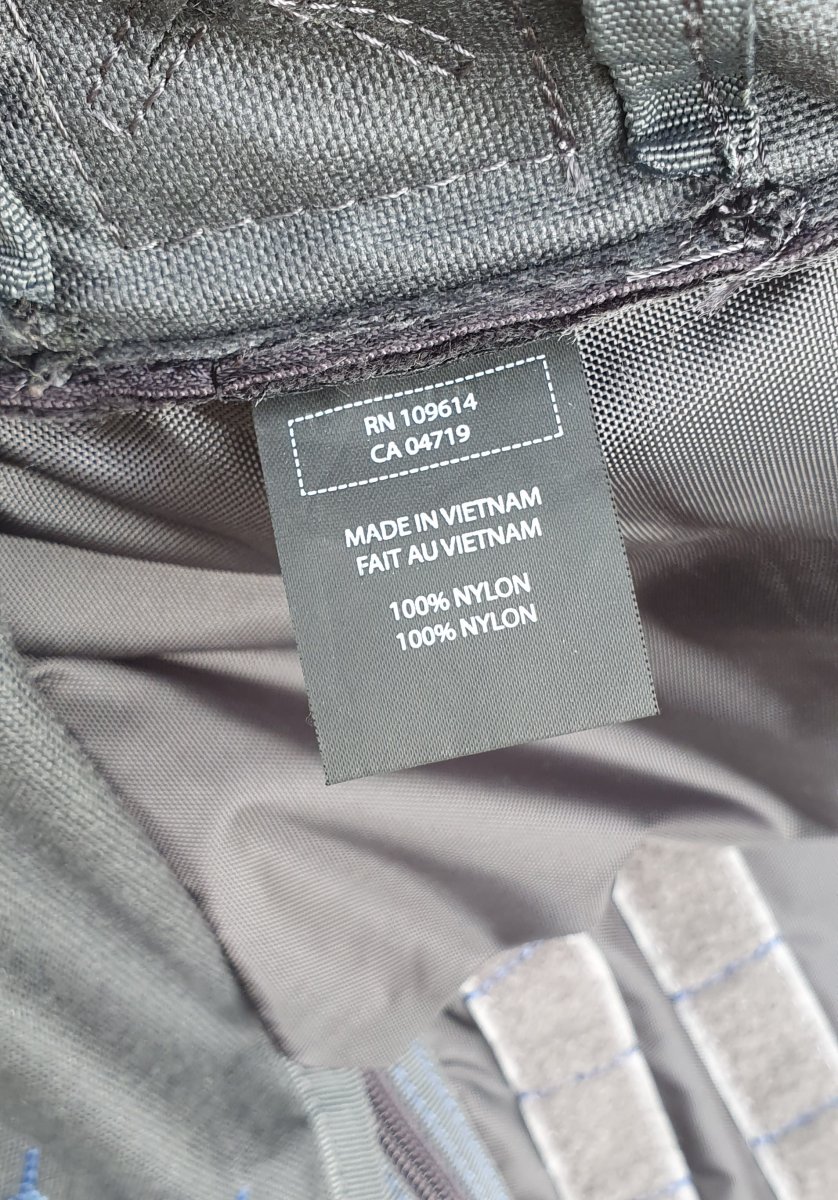 RN 109614
CA 04719
MADE IN VIETNAM
FAIT AU VIETNAM
100% NYLON
100% NYLON